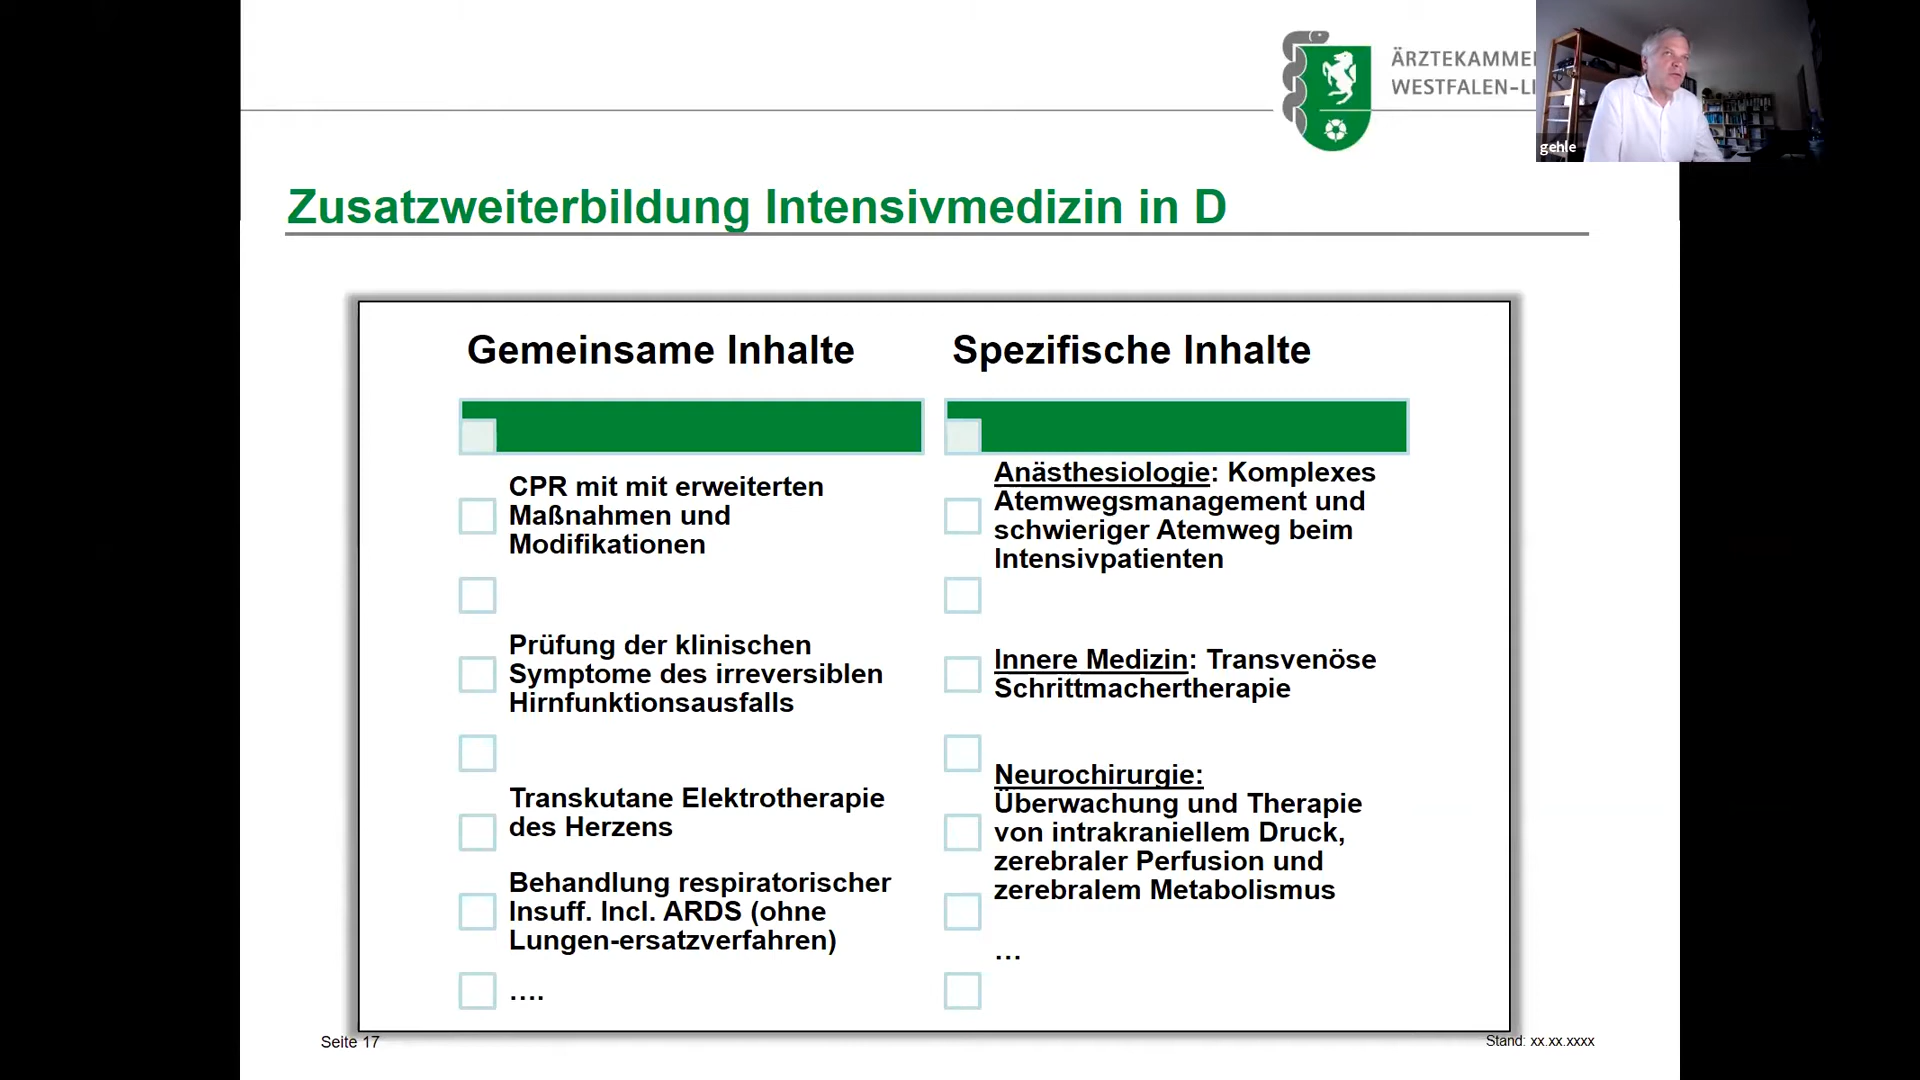 ÄRZTEKAMMER
WESTFALEN-LI
gehle
Zusatzweiterbildung Intensivmedizin in D
Gemeinsame Inhalte
CPR mit mit erweiterten
Maßnahmen und
Modifikationen
Prüfung der klinischen
Symptome des irreversiblen
Hirnfunktionsausfalls
Transkutane Elektrotherapie
des Herzens
Behandlung respiratorischer
Insuff. Incl. ARDS (ohne
Lungen-ersatzverfahren)
....
Spezifische Inhalte
Anästhesiologie: Komplexes
Atemwegsmanagement und
schwieriger Atemweg beim
Intensivpatienten
Innere Medizin: Transvenöse
Schrittmachertherapie
Neurochirurgie:
Überwachung und Therapie
von intrakraniellem Druck,
zerebraler Perfusion und
zerebralem Metabolismus
...
Seite 17
Stand: xx.xx.xxxx